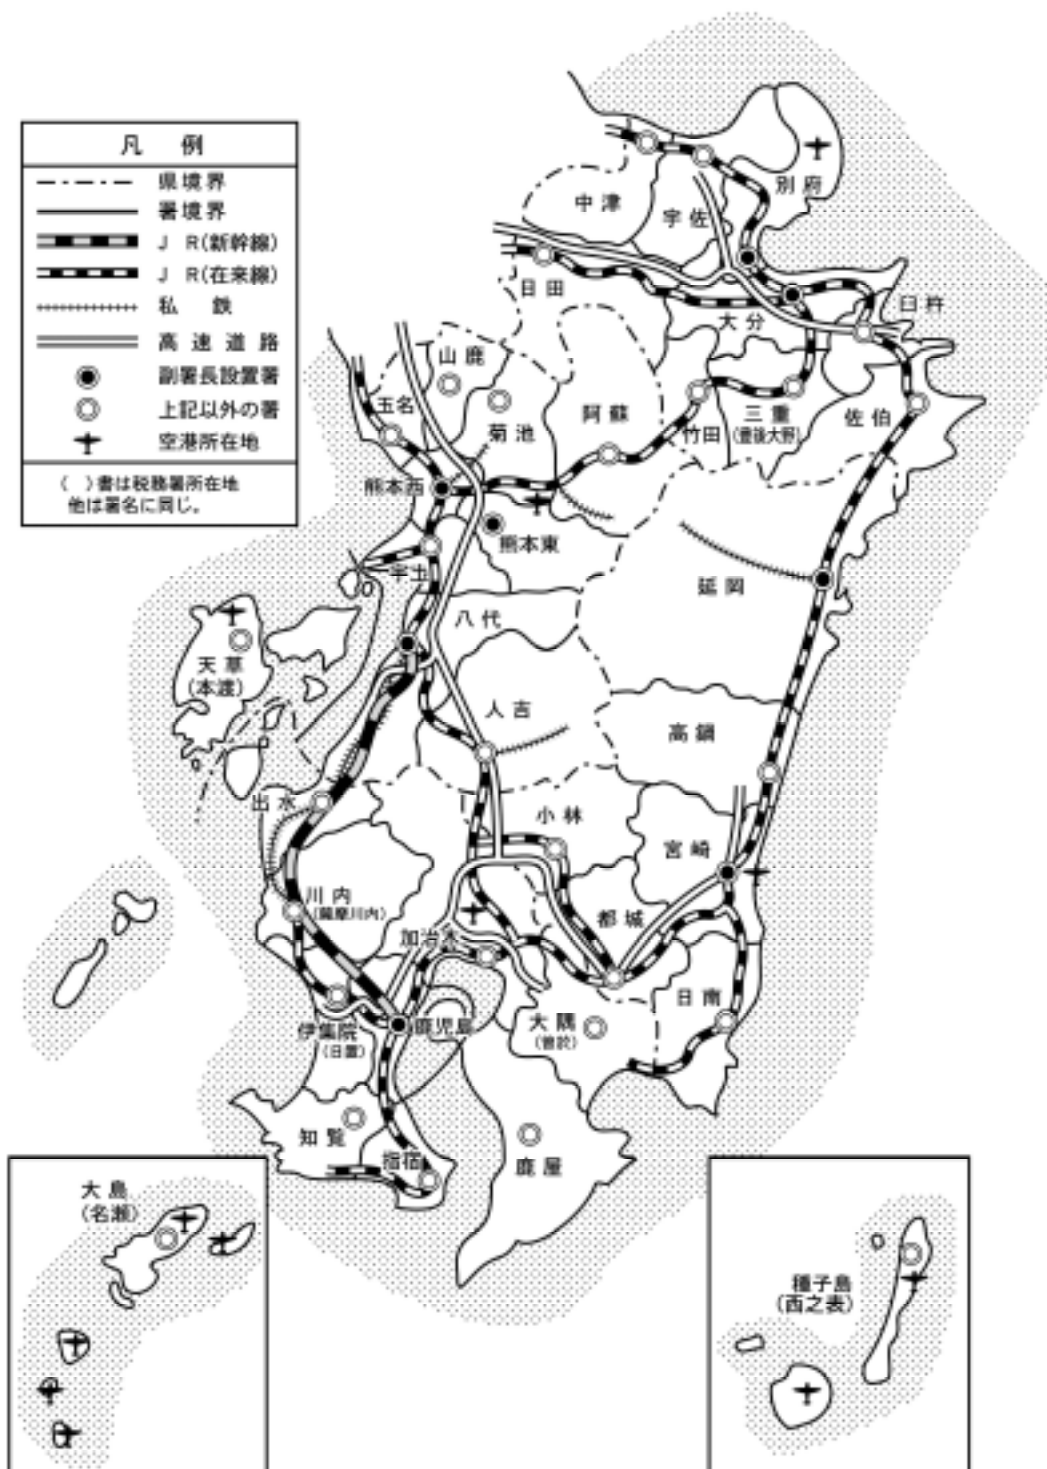 凡例
県境界
署境界
JR(新幹線)
JR(在来線)
私鉄
高速道路
副署長設置署
上記以外の署
空港所在地
( )書は税務署所在地
他は署名に同じ。
中津
宇佐
別府
日田
大分
臼杵
山鹿
玉名
菊池
阿蘇
竹田
三重
(豊後大野)
佐伯
熊本西
熊本東
宇土
延岡
八代
天草
(本渡)
人吉
高鍋
出水
小林
宮崎
川内
(薩摩川内)
都城
加治木
日南
大隅
(曽於)
伊集院
(日置)
鹿児島
知覧
指宿
鹿屋
大島
(名瀬)
種子島
(西之表)